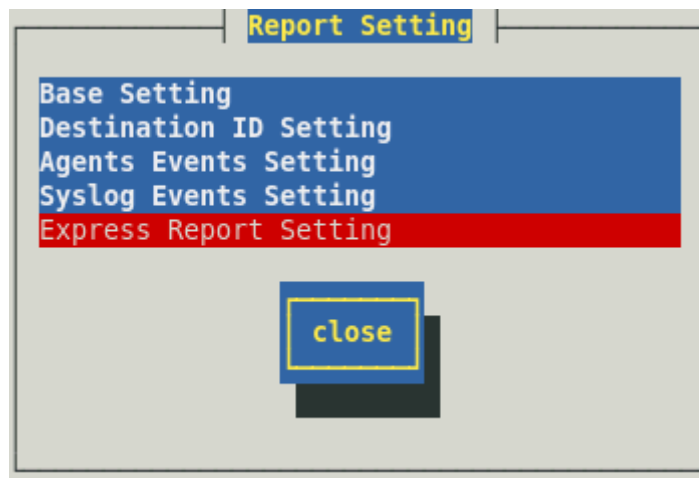 Report Setting
Base Setting
Destination ID Setting
Agents Events Setting
Syslog Events Setting
Express Report Setting
close